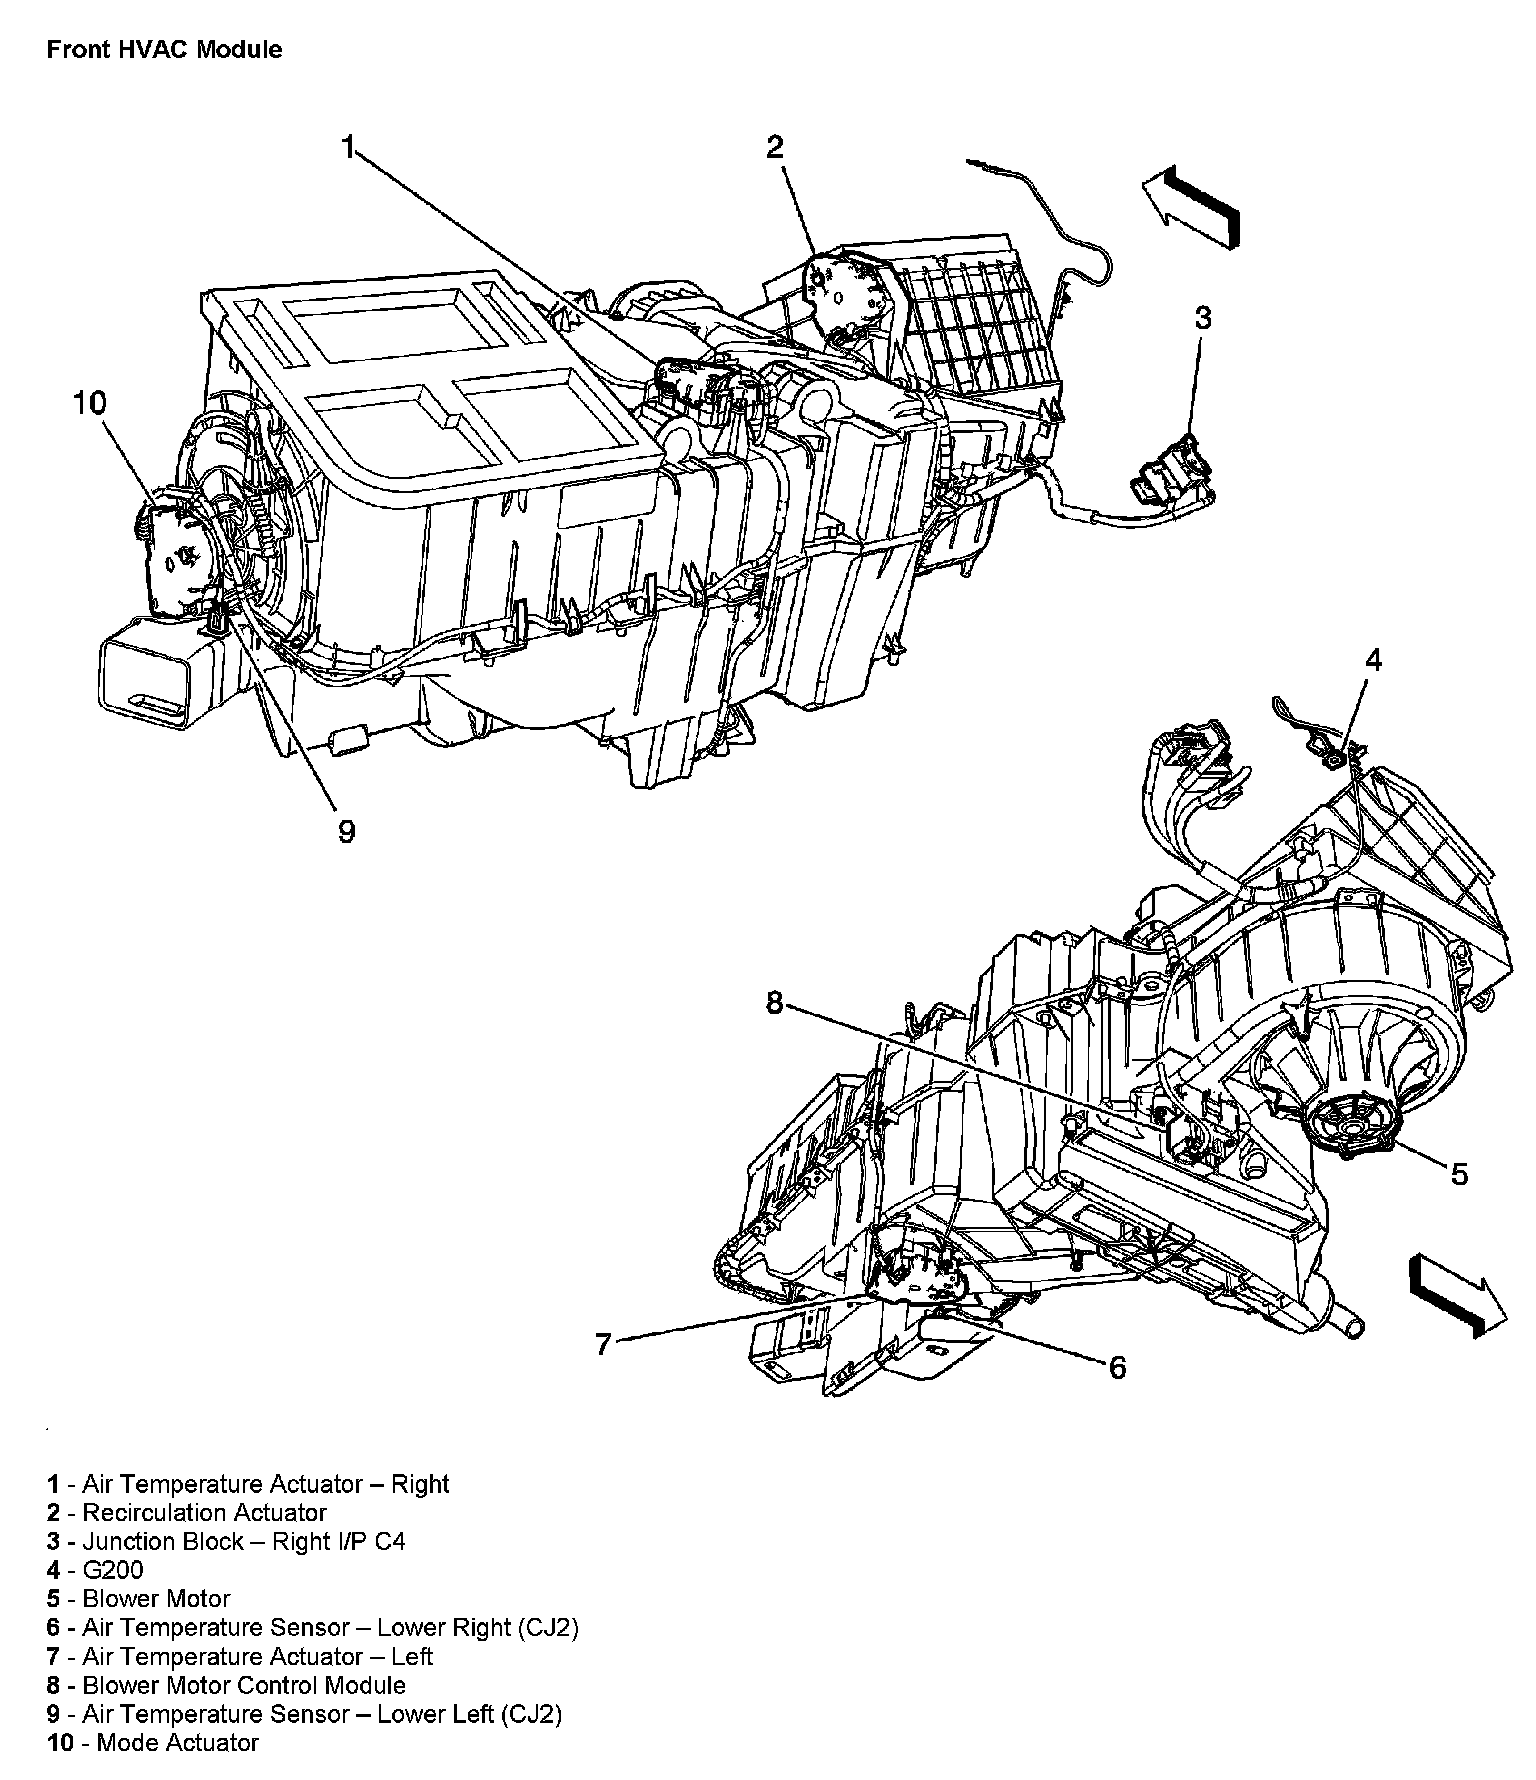 Front HVAC Module
1
2
3
10
4
9
8
5
7
6
1 - Air Temperature Actuator – Right
2 - Recirculation Actuator
3 - Junction Block – Right I/P C4
4 - G200
5 - Blower Motor
6 - Air Temperature Sensor – Lower Right (CJ2)
7 - Air Temperature Actuator – Left
8 - Blower Motor Control Module
9 - Air Temperature Sensor – Lower Left (CJ2)
10 - Mode Actuator